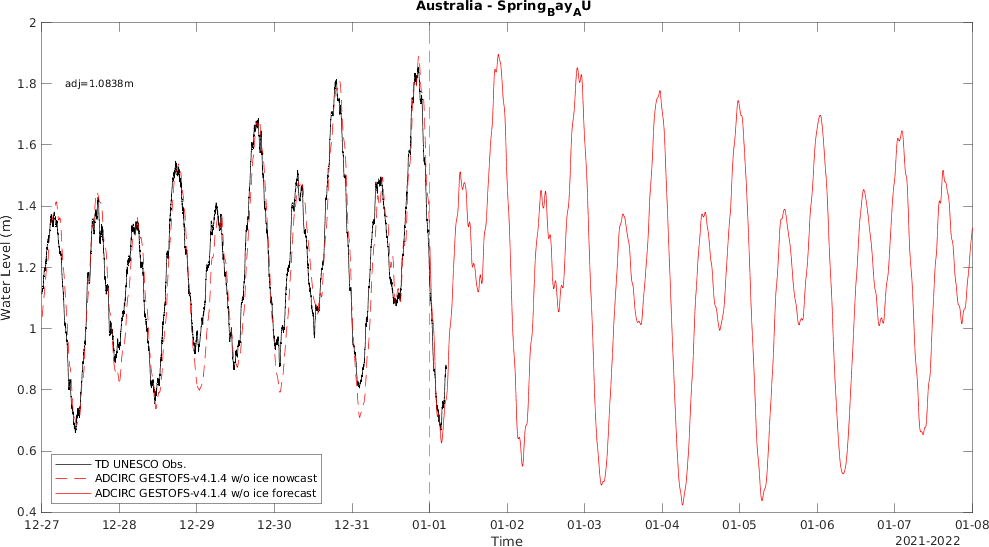 Australia - Spring_Bay_AU
2
1.8
1.6
1.4
1.2
1
0.8
0.6
0.4
Water Level (m)
adj=1.0838m
TD UNESCO Obs.
ADCIRC GESTOFS-v4.1.4 w/o ice nowcast
ADCIRC GESTOFS-v4.1.4 w/o ice forecast
12-27 12-28 12-29 12-30 12-31 01-01 01-02 01-03 01-04 01-05 01-06 01-07 01-08
Time
2021-2022